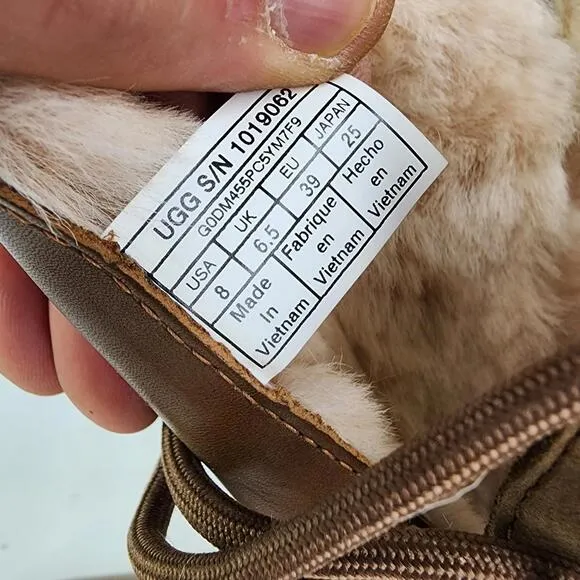 UGG S/N 1019062
G0DM455PC5YM7F9
USA UK EU JAPAN
8 6.5 39 25
Made In Vietnam
Fabrique en Vietnam
Hecho en Vietnam